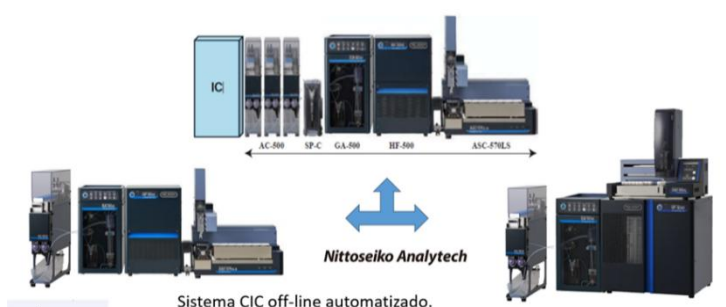 IC
AC-500 SP-C GA-500 HF-500 ASC-570LS
Nittoseiko Analytech
Sistema CIC off-line automatizado.